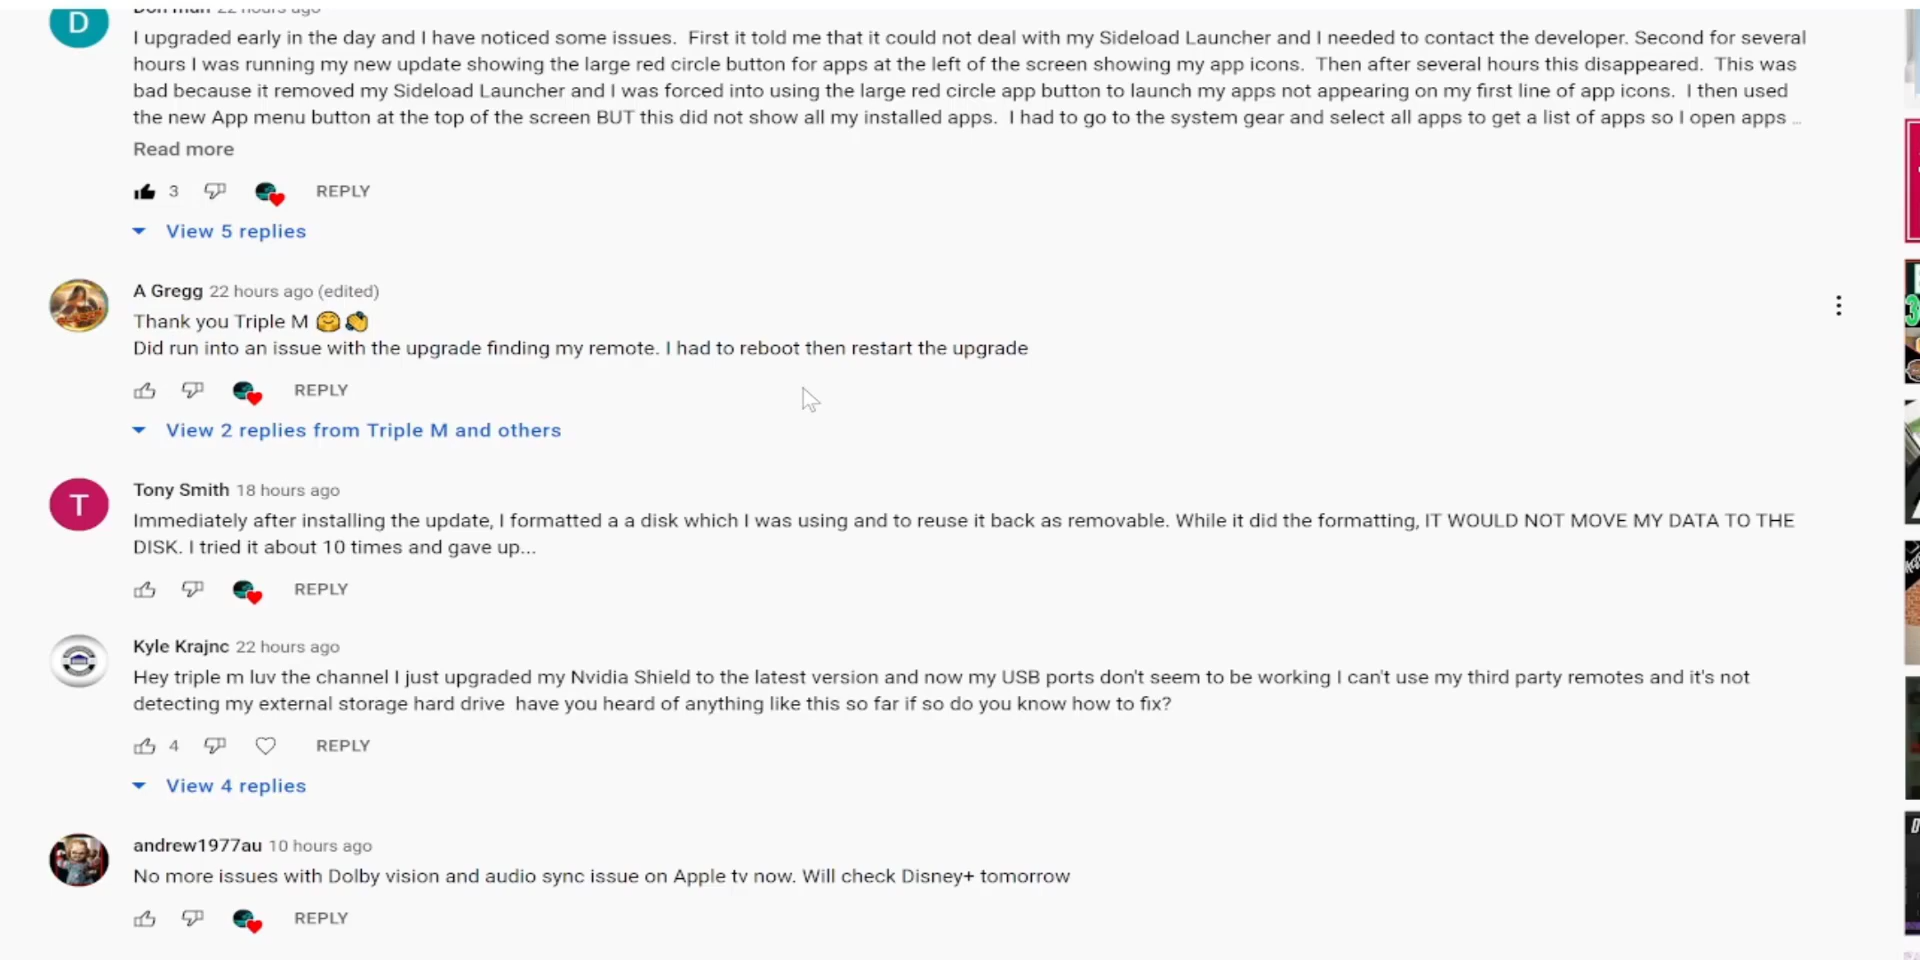 D
I upgraded early in the day and I have noticed some issues.  First it told me that it could not deal with my Sideload Launcher and I needed to contact the developer. Second for several
hours I was running my new update showing the large red circle button for apps at the left of the screen showing my app icons.  Then after several hours this disappeared.  This was
bad because it removed my Sideload Launcher and I was forced into using the large red circle app button to launch my apps not appearing on my first line of app icons.  I then used
the new App menu button at the top of the screen BUT this did not show all my installed apps.  I had to go to the system gear and select all apps to get a list of apps so I open apps ...
Read more
3 REPLY
View 5 replies
A Gregg 22 hours ago (edited)
Thank you Triple M 🤗👏
Did run into an issue with the upgrade finding my remote. I had to reboot then restart the upgrade
REPLY
View 2 replies from Triple M and others
T
Tony Smith 18 hours ago
Immediately after installing the update, I formatted a a disk which I was using and to reuse it back as removable. While it did the formatting, IT WOULD NOT MOVE MY DATA TO THE
DISK. I tried it about 10 times and gave up...
REPLY
Kyle Krajnc 22 hours ago
Hey triple m luv the channel I just upgraded my Nvidia Shield to the latest version and now my USB ports don't seem to be working I can't use my third party remotes and it's not
detecting my external storage hard drive  have you heard of anything like this so far if so do you know how to fix?
4 REPLY
View 4 replies
andrew1977au 10 hours ago
No more issues with Dolby vision and audio sync issue on Apple tv now. Will check Disney+ tomorrow
REPLY